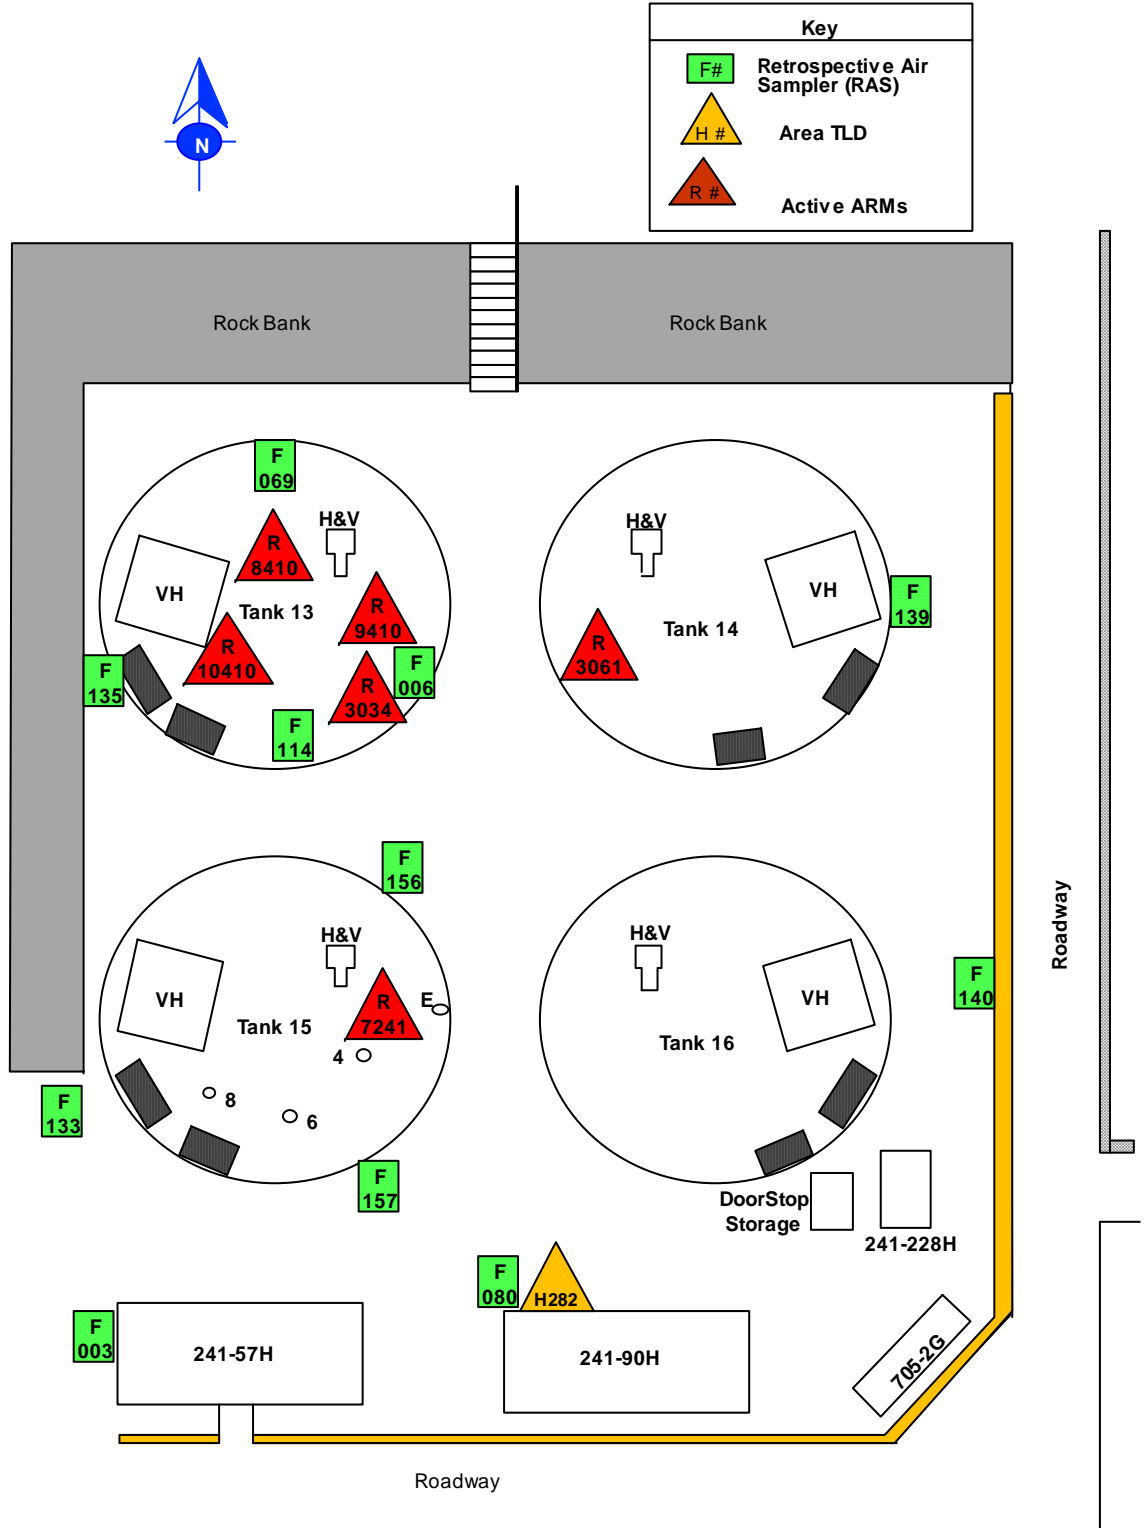 Key
F#
Retrospective Air
Sampler (RAS)
H #
Area TLD
R #
Active ARMs
N
Rock Bank
Rock Bank
F
069
H&V
R
8410
VH
Tank 13
R
9410
R
10410
F
135
F
006
R
3034
F
114
H&V
VH
F
139
Tank 14
R
3061
F
156
H&V
VH
R
7241
E
Tank 15
4
8
6
F
133
F
157
H&V
VH
Tank 16
F
140
Roadway
DoorStop
Storage
241-228H
F
080
H282
F
003
241-57H
241-90H
705-2G
Roadway